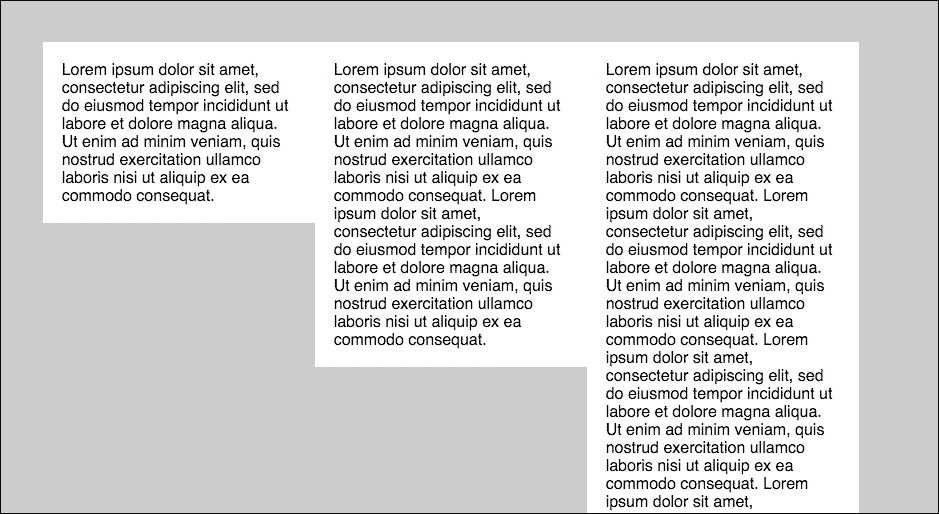 Lorem ipsum dolor sit amet,
consectetur adipiscing elit, sed
do eiusmod tempor incididunt ut
labore et dolore magna aliqua.
Ut enim ad minim veniam, quis
nostrud exercitation ullamco
laboris nisi ut aliquip ex ea
commodo consequat.
Lorem ipsum dolor sit amet,
consectetur adipiscing elit, sed
do eiusmod tempor incididunt ut
labore et dolore magna aliqua.
Ut enim ad minim veniam, quis
nostrud exercitation ullamco
laboris nisi ut aliquip ex ea
commodo consequat. Lorem
ipsum dolor sit amet,
consectetur adipiscing elit, sed
do eiusmod tempor incididunt ut
labore et dolore magna aliqua.
Ut enim ad minim veniam, quis
nostrud exercitation ullamco
laboris nisi ut aliquip ex ea
commodo consequat.
Lorem ipsum dolor sit amet,
consectetur adipiscing elit, sed
do eiusmod tempor incididunt ut
labore et dolore magna aliqua.
Ut enim ad minim veniam, quis
nostrud exercitation ullamco
laboris nisi ut aliquip ex ea
commodo consequat. Lorem
ipsum dolor sit amet,
consectetur adipiscing elit, sed
do eiusmod tempor incididunt ut
labore et dolore magna aliqua.
Ut enim ad minim veniam, quis
nostrud exercitation ullamco
laboris nisi ut aliquip ex ea
commodo consequat. Lorem
ipsum dolor sit amet,
consectetur adipiscing elit, sed
do eiusmod tempor incididunt ut
labore et dolore magna aliqua.
Ut enim ad minim veniam, quis
nostrud exercitation ullamco
laboris nisi ut aliquip ex ea
commodo consequat. Lorem
ipsum dolor sit amet,